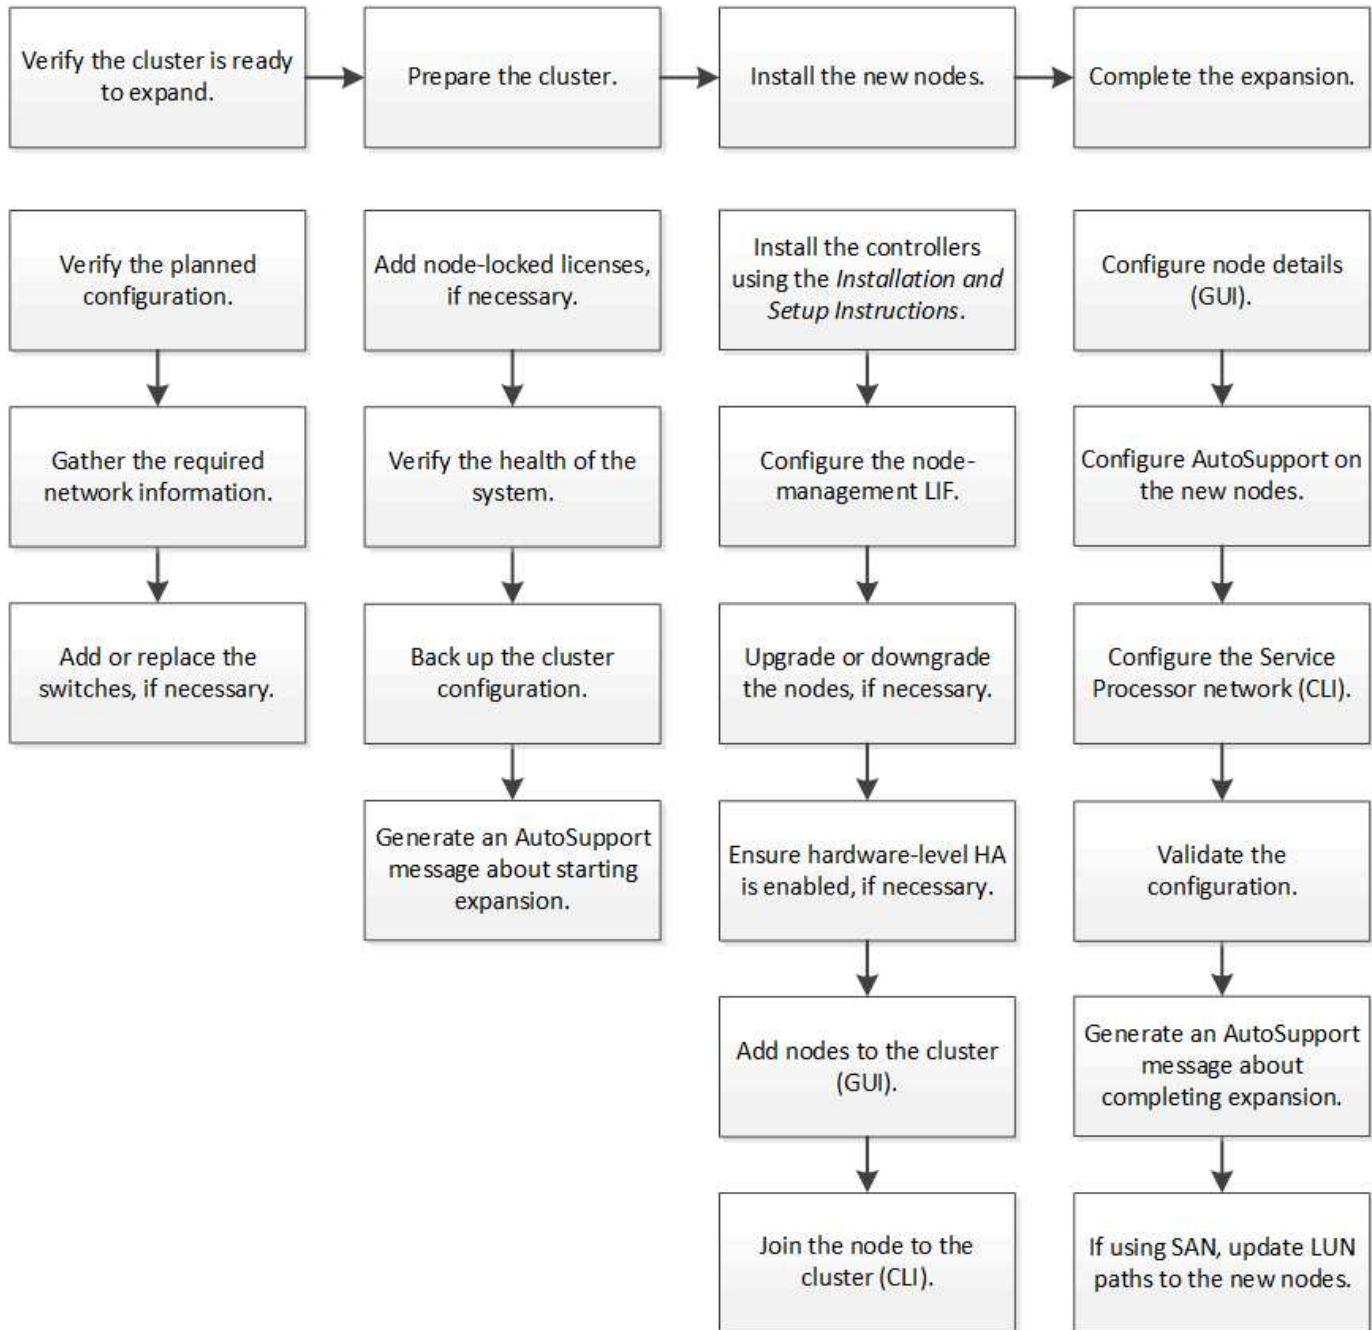 Verify the cluster is ready
to expand.
Prepare the cluster.
Install the new nodes.
Complete the expansion.
Verify the planned
configuration.
Gather the required
network information.
Add or replace the
switches, if necessary.
Add node-locked licenses,
if necessary.
Verify the health of the
system.
Back up the cluster
configuration.
Generate an AutoSupport
message about starting
expansion.
Install the controllers
using the Installation and
Setup Instructions.
Configure the node-
management LIF.
Upgrade or downgrade
the nodes, if necessary.
Ensure hardware-level HA
is enabled, if necessary.
Add nodes to the cluster
(GUI).
Join the node to the
cluster (CLI).
Configure node details
(GUI).
Configure AutoSupport on
the new nodes.
Configure the Service
Processor network (CLI).
Validate the
configuration.
Generate an AutoSupport
message about
completing expansion.
If using SAN, update LUN
paths to the new nodes.